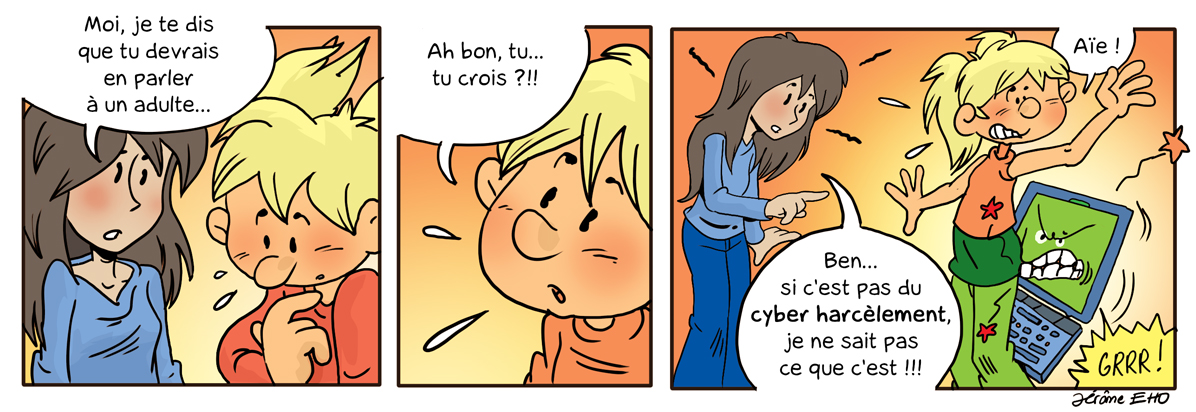 Moi, je te dis
que tu devrais
en parler
à un adulte...
Ah bon, tu...
tu crois ?!!
Aïe !
Ben...
si c'est pas du
cyber harcèlement,
je ne sait pas
ce que c'est !!!
GRRR !
Jérôme EHO